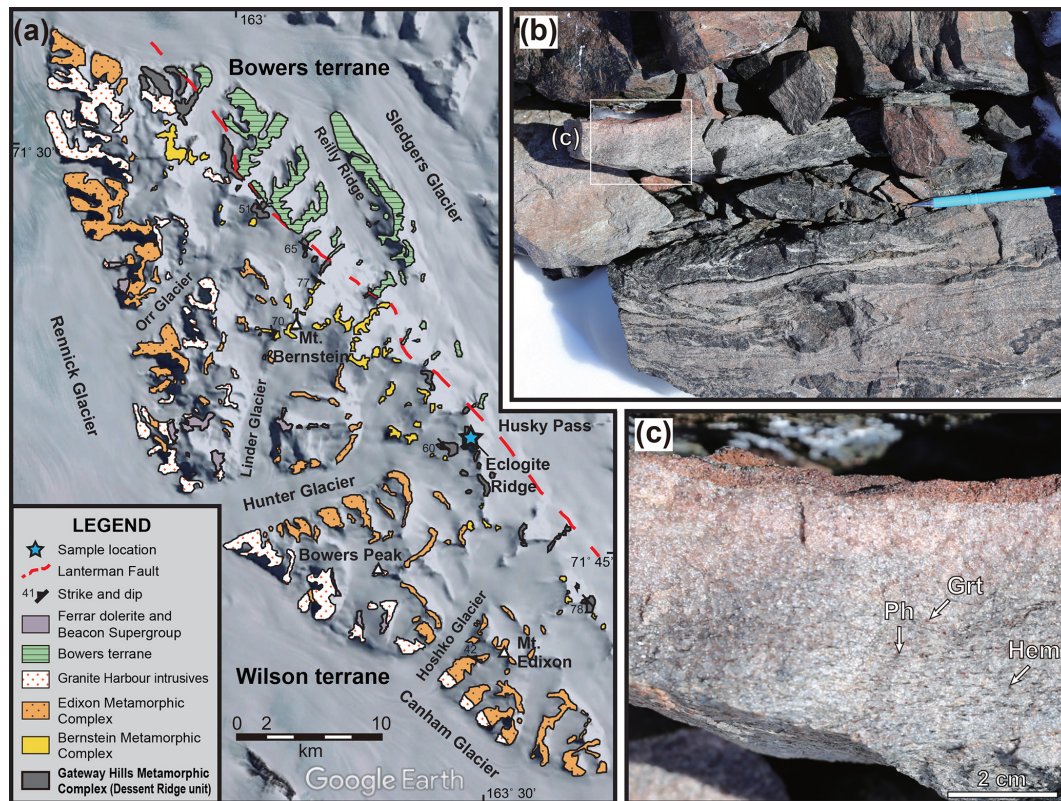 (a)
163°
Bowers terrane
Sledgers Glacier
Reilly Ridge
71° 30'
51
65
77
Orr Glacier
70
Mt.
Bernstein
Rennick Glacier
Linder Glacier
Husky Pass
60
Eclogite
Ridge
Hunter Glacier
Bowers Peak
71° 45'
78
Hoshko Glacier
42
Mt.
Edixon
Wilson terrane
Canham Glacier
0 2 10
km
Google Earth
163° 30'
LEGEND
Sample location
Lanterman Fault
41 Strike and dip
Ferrar dolerite and
Beacon Supergroup
Bowers terrane
Granite Harbour intrusives
Edixon Metamorphic
Complex
Bernstein Metamorphic
Complex
Gateway Hills Metamorphic
Complex (Dessent Ridge unit)
(b)
(c)
(c)
Grt
Ph
Hem
2 cm